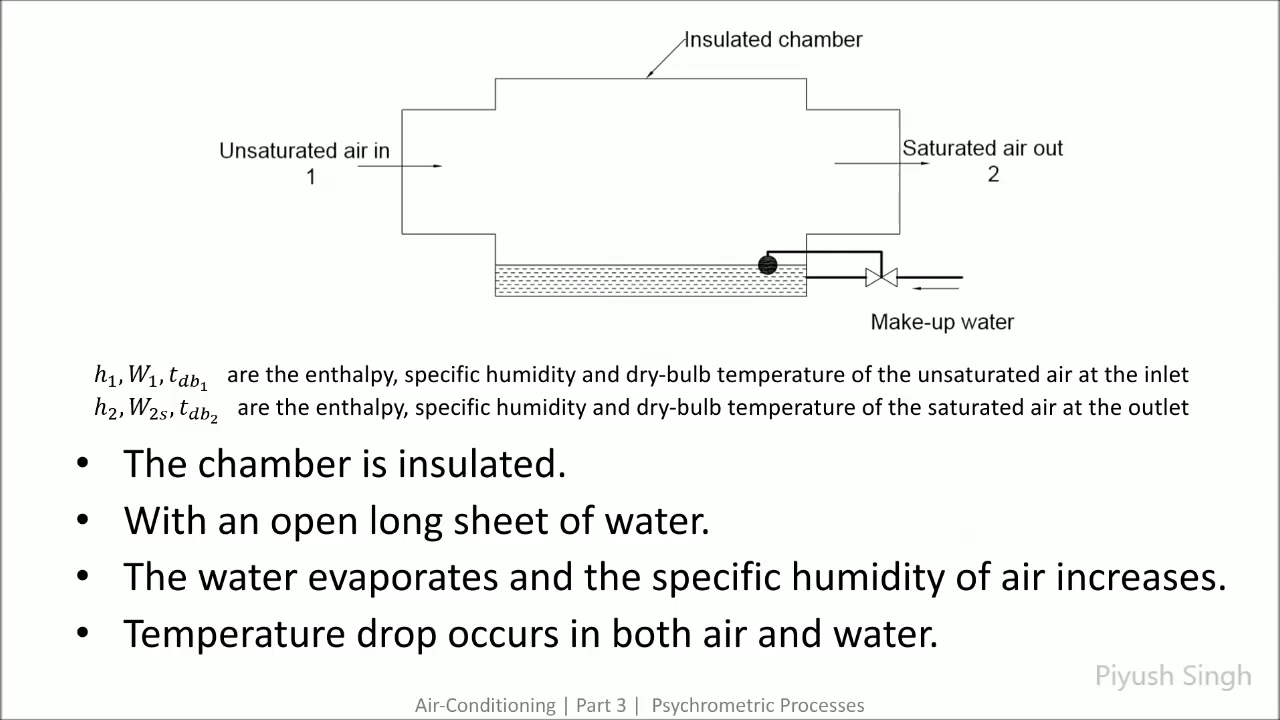 Insulated chamber
Unsaturated air in
1
Saturated air out
2
Make-up water
h₁, W₁, t_db₁ are the enthalpy, specific humidity and dry-bulb temperature of the unsaturated air at the inlet
h₂, W₂ₛ, t_db₂ are the enthalpy, specific humidity and dry-bulb temperature of the saturated air at the outlet
• The chamber is insulated.
• With an open long sheet of water.
• The water evaporates and the specific humidity of air increases.
• Temperature drop occurs in both air and water.
Piyush Singh
Air-Conditioning | Part 3 | Psychrometric Processes